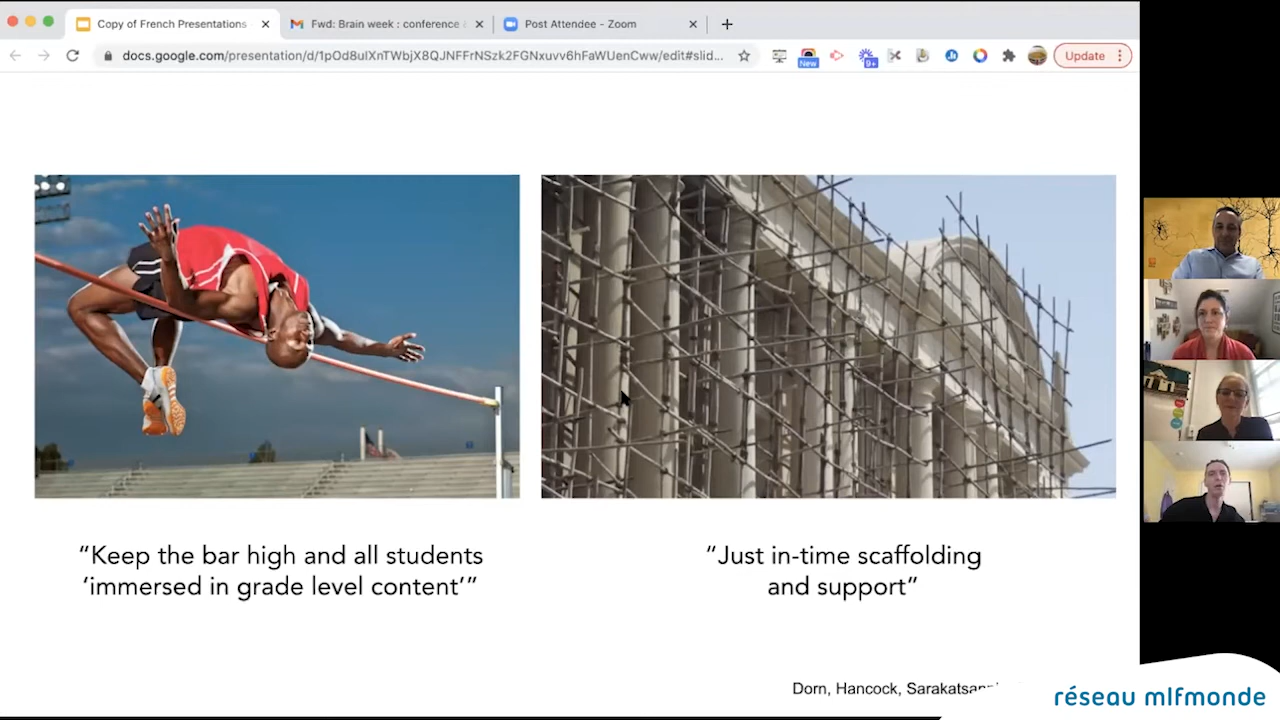 Copy of French Presentations
Fwd: Brain week : conference
Post Attendee - Zoom
docs.google.com/presentation/d/1pOd8ulXnTWbjX8QJNFFrNSzk2FGNxuvv6hFaWUenCww/edit#slid...
New
9+
Update
“Keep the bar high and all students
‘immersed in grade level content’”
“Just in-time scaffolding
and support”
Dorn, Hancock,
réseau mlfmonde